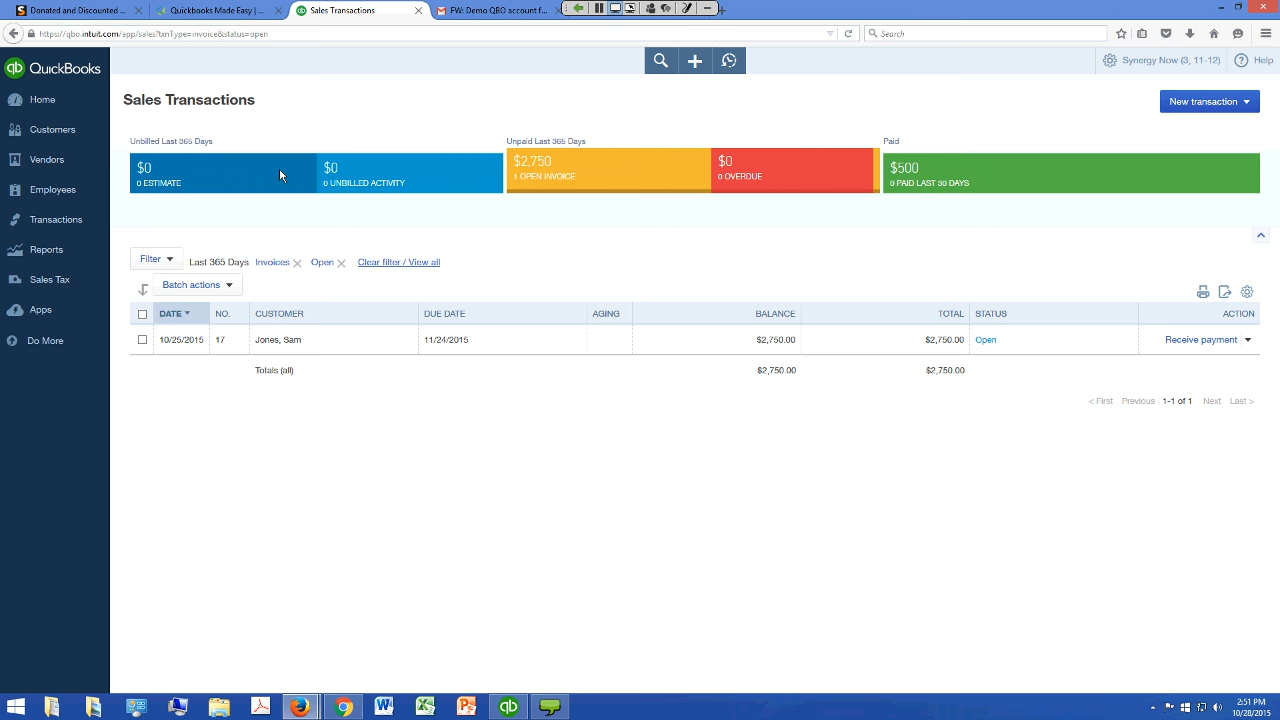 Donated and Discounted ...
Quickbooks Made Easy | ...
Sales Transactions
FW: Demo QBO account f...
https://qbo.intuit.com/app/sales?txnType=invoice&status=open
Search
QuickBooks
Synergy Now (3, 11-12)
Help
Home
Customers
Vendors
Employees
Transactions
Reports
Sales Tax
Apps
Do More
Sales Transactions
New transaction
Unbilled Last 365 Days
Unpaid Last 365 Days
Paid
$0
0 ESTIMATE
$0
0 UNBILLED ACTIVITY
$2,750
1 OPEN INVOICE
$0
0 OVERDUE
$500
0 PAID LAST 30 DAYS
Filter
Last 365 Days Invoices Open Clear filter / View all
Batch actions
DATE NO. CUSTOMER DUE DATE AGING BALANCE TOTAL STATUS ACTION
10/25/2015 17 Jones, Sam 11/24/2015 $2,750.00 $2,750.00 Open Receive payment
Totals (all) $2,750.00 $2,750.00
< First Previous 1-1 of 1 Next Last >
2:51 PM
10/28/2015